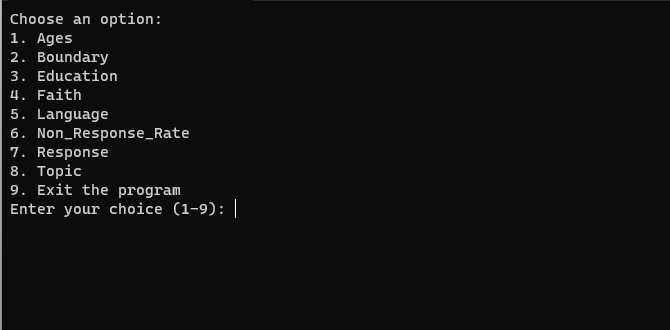 Choose an option:
1. Ages
2. Boundary
3. Education
4. Faith
5. Language
6. Non_Response_Rate
7. Response
8. Topic
9. Exit the program
Enter your choice (1-9):